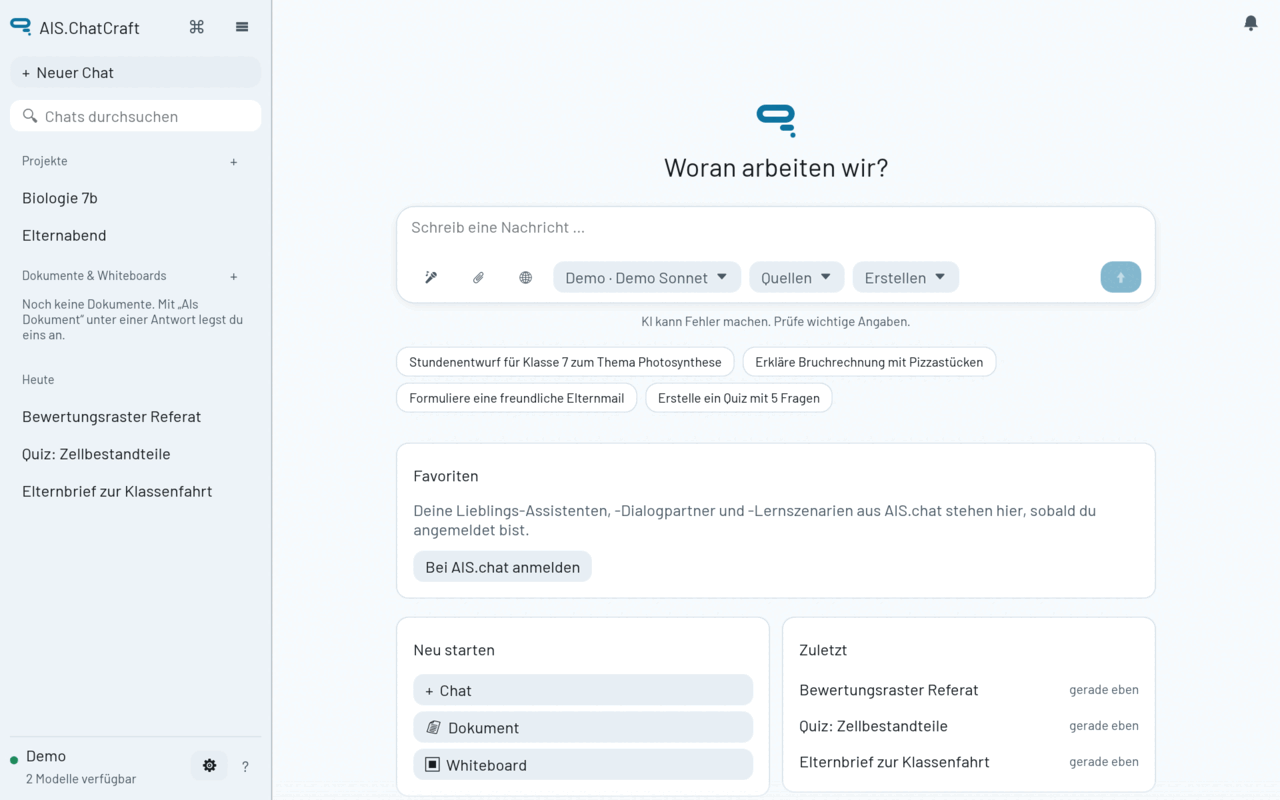 AIS.ChatCraft
+ Neuer Chat
Chats durchsuchen
Projekte +
Biologie 7b
Elternabend
Dokumente & Whiteboards +
Noch keine Dokumente. Mit „Als
Dokument“ unter einer Antwort legst du
eins an.
Heute
Bewertungsraster Referat
Quiz: Zellbestandteile
Elternbrief zur Klassenfahrt
Demo
2 Modelle verfügbar
?
Woran arbeiten wir?
Schreib eine Nachricht ...
Demo · Demo Sonnet
Quellen
Erstellen
KI kann Fehler machen. Prüfe wichtige Angaben.
Stundenentwurf für Klasse 7 zum Thema Photosynthese
Erkläre Bruchrechnung mit Pizzastücken
Formuliere eine freundliche Elternmail
Erstelle ein Quiz mit 5 Fragen
Favoriten
Deine Lieblings-Assistenten, -Dialogpartner und -Lernszenarien aus AIS.chat stehen hier, sobald du
angemeldet bist.
Bei AIS.chat anmelden
Neu starten
+ Chat
Dokument
Whiteboard
Zuletzt
Bewertungsraster Referat gerade eben
Quiz: Zellbestandteile gerade eben
Elternbrief zur Klassenfahrt gerade eben